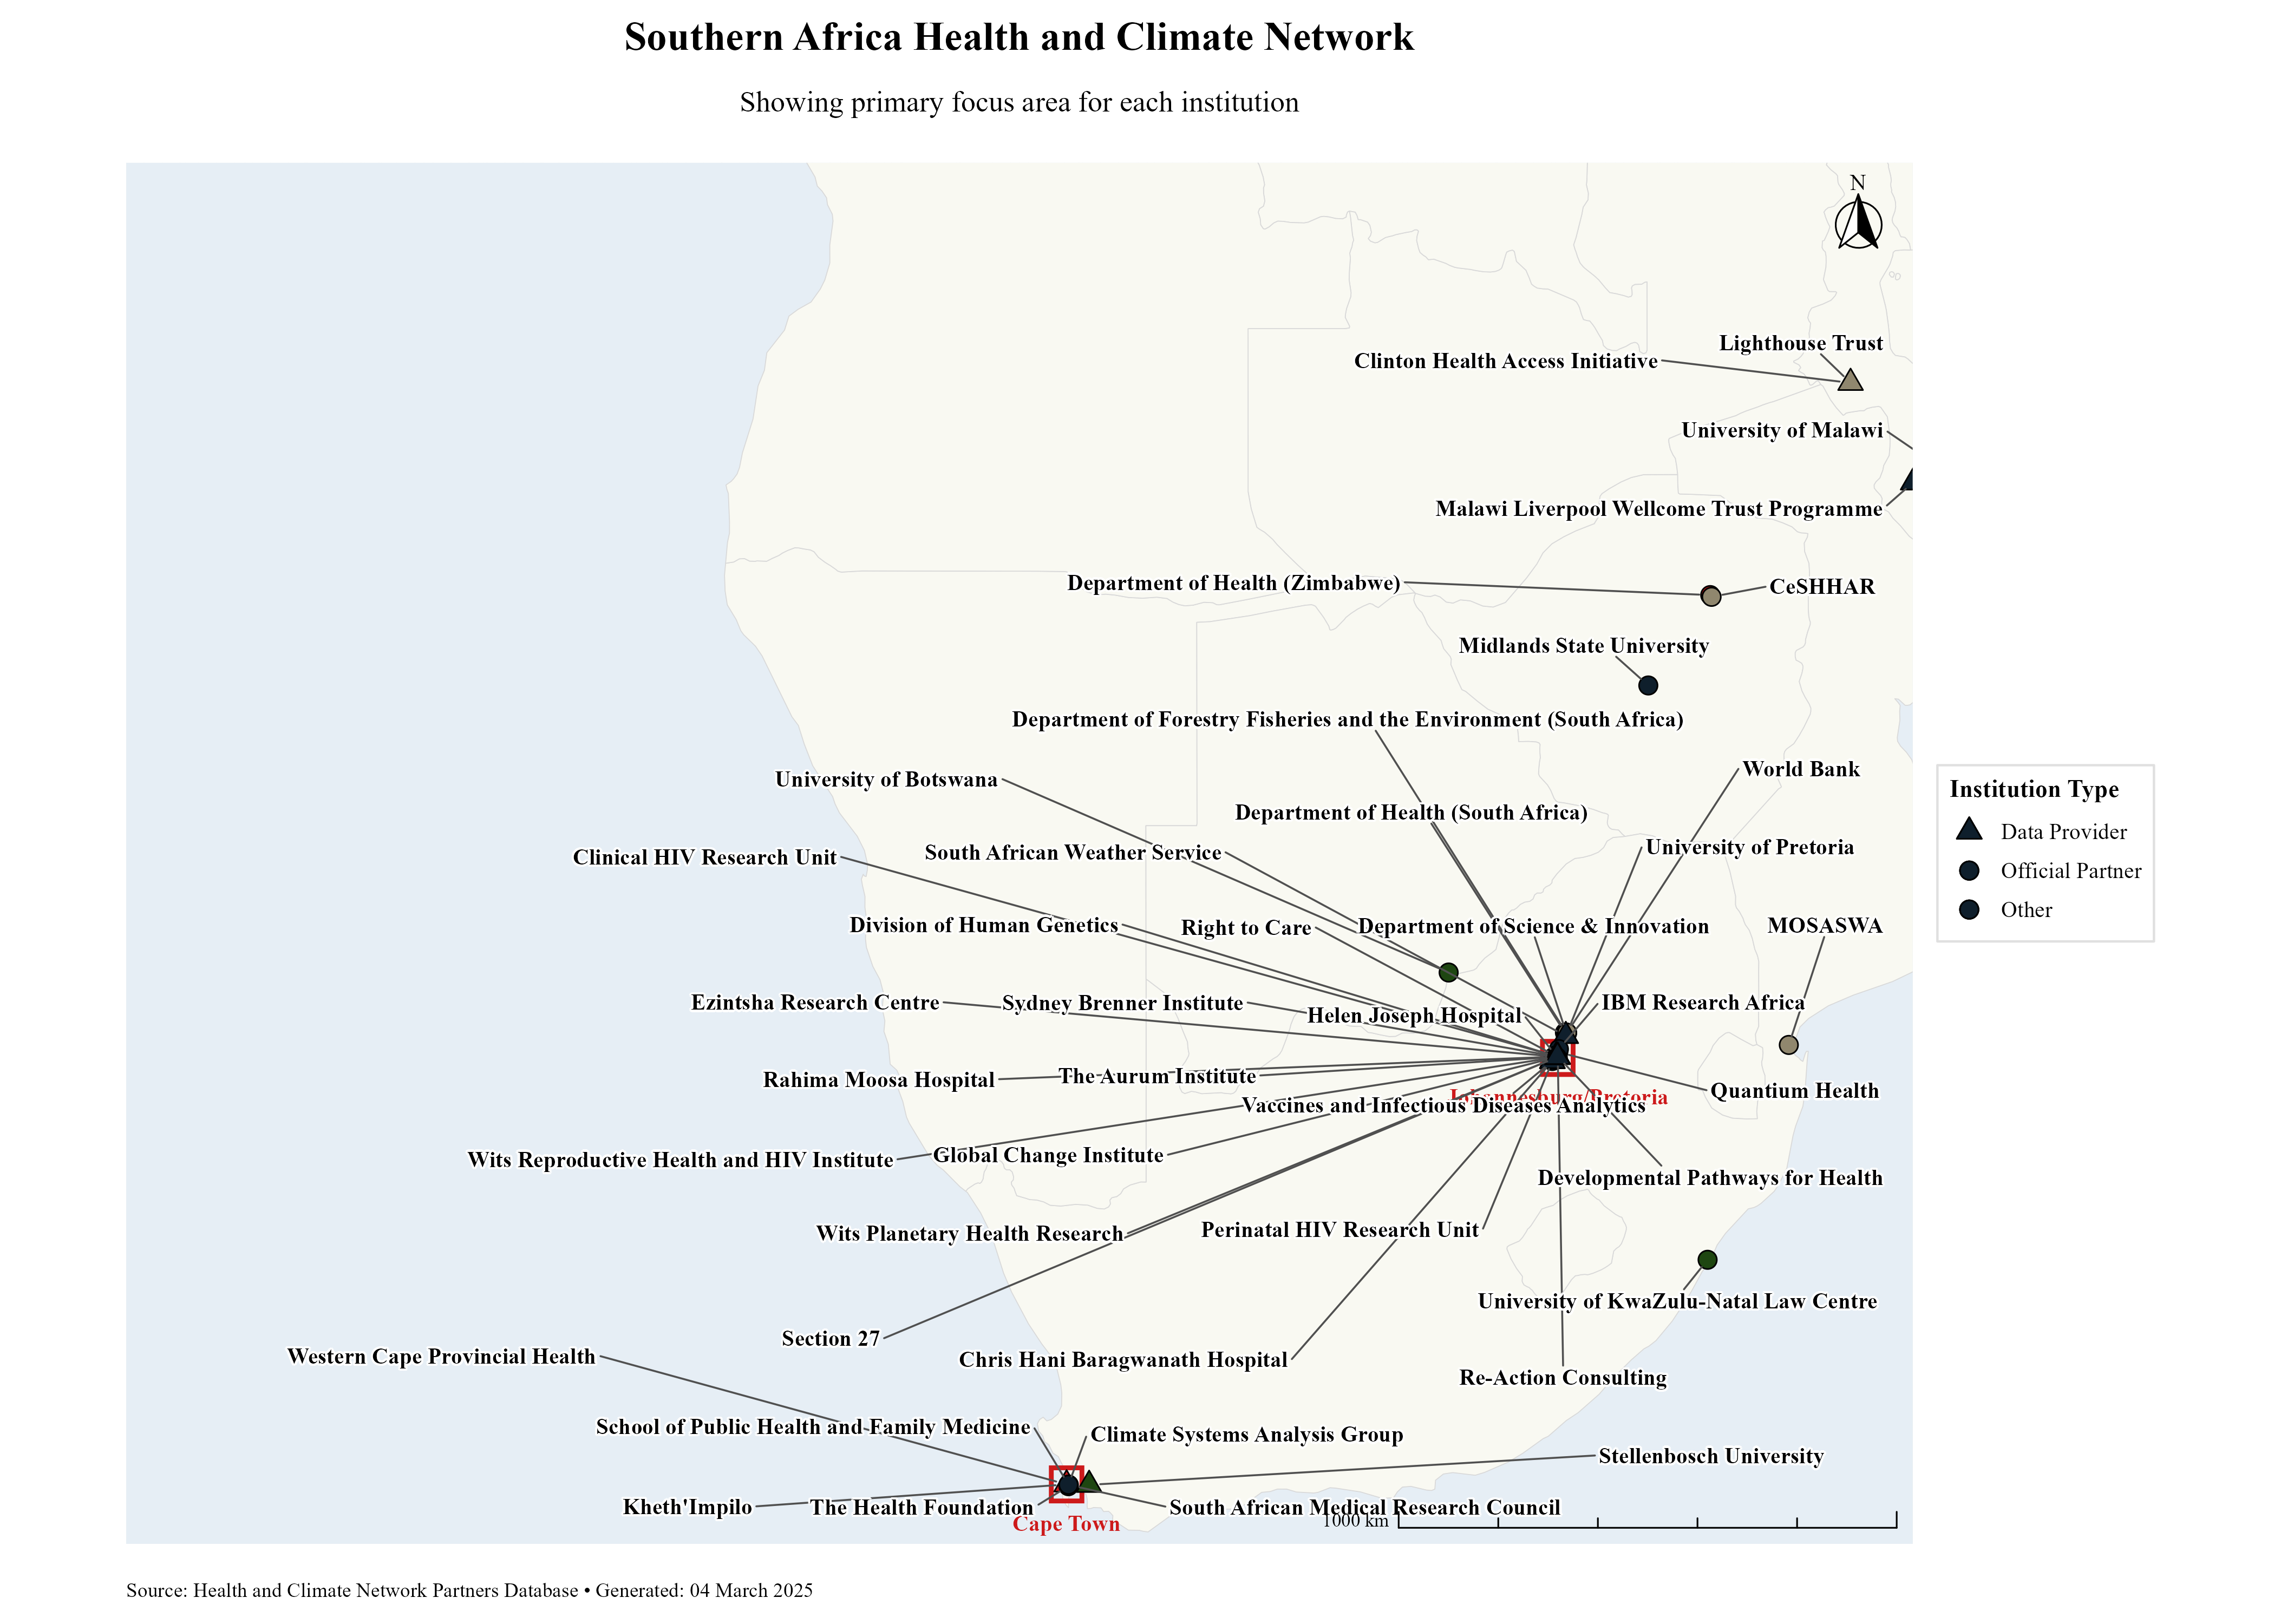 Southern Africa Health and Climate Network
Showing primary focus area for each institution
N
Lighthouse Trust
Clinton Health Access Initiative
University of Malawi
Malawi Liverpool Wellcome Trust Programme
Department of Health (Zimbabwe)
CeSHHAR
Midlands State University
Department of Forestry Fisheries and the Environment (South Africa)
World Bank
University of Botswana
Department of Health (South Africa)
University of Pretoria
South African Weather Service
Clinical HIV Research Unit
Division of Human Genetics
Right to Care
Department of Science & Innovation
MOSASWA
Ezintsha Research Centre
Sydney Brenner Institute
Helen Joseph Hospital
IBM Research Africa
Rahima Moosa Hospital
The Aurum Institute
Quantium Health
Johannesburg/Pretoria
Vaccines and Infectious Diseases Analytics
Wits Reproductive Health and HIV Institute
Global Change Institute
Developmental Pathways for Health
Wits Planetary Health Research
Perinatal HIV Research Unit
University of KwaZulu-Natal Law Centre
Section 27
Western Cape Provincial Health
Chris Hani Baragwanath Hospital
Re-Action Consulting
School of Public Health and Family Medicine
Climate Systems Analysis Group
Stellenbosch University
Kheth'Impilo
The Health Foundation
South African Medical Research Council
Cape Town
1000 km
Institution Type
Data Provider
Official Partner
Other
Source: Health and Climate Network Partners Database • Generated: 04 March 2025